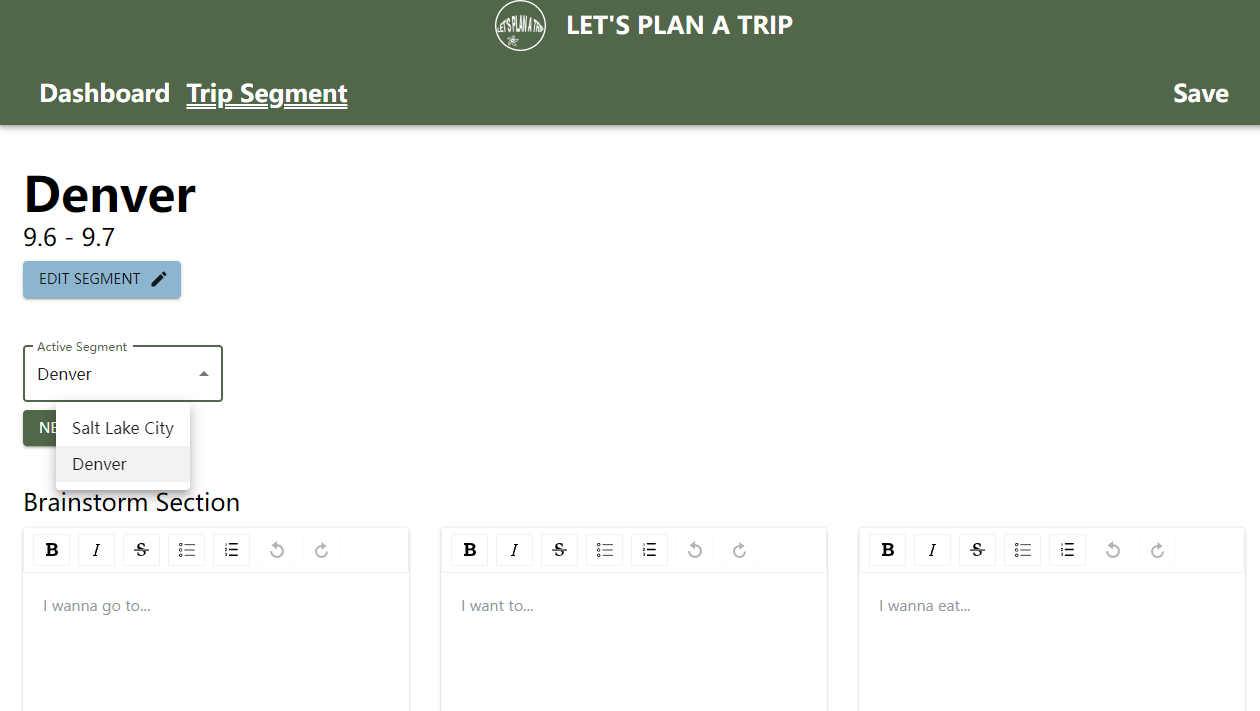 LET'S PLAN A TRIP
LET'S PLAN A TRIP
Dashboard Trip Segment Save
Denver
9.6 - 9.7
EDIT SEGMENT
Active Segment
Denver
Salt Lake City
Denver
Brainstorm Section
B I S B I S B I S
I wanna go to...
I want to...
I wanna eat...